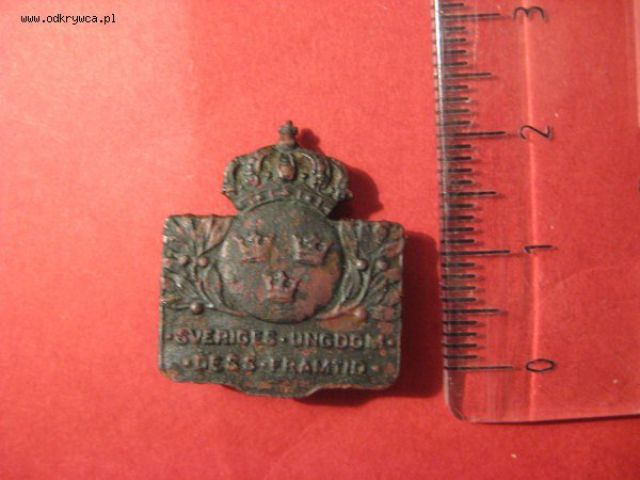 www.odkrywca.pl
3
2
1
0
·SVERIGES·UNGDOM·
·DESS·FRAMTID·